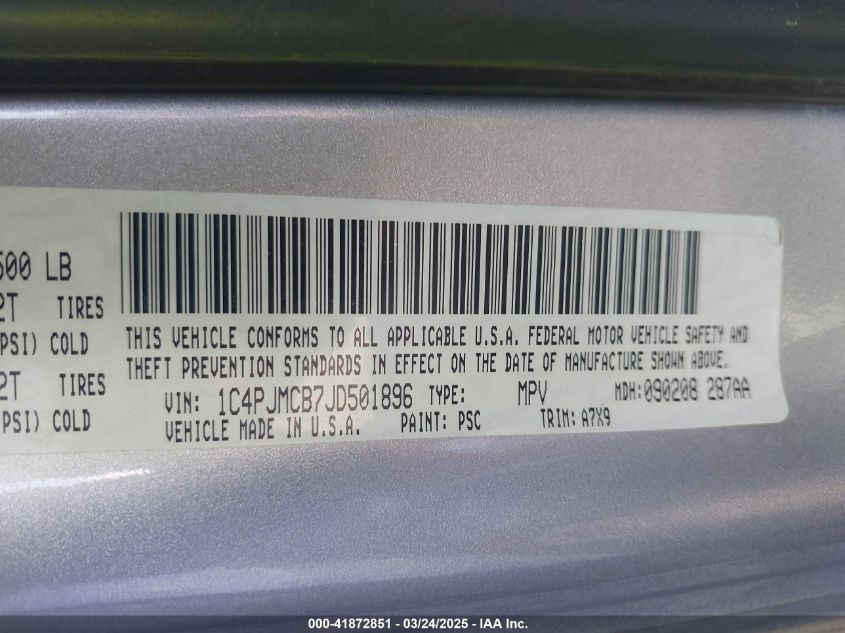 500 LB
2T TIRES
PSI) COLD
2T TIRES
PSI) COLD
THIS VEHICLE CONFORMS TO ALL APPLICABLE U.S.A. FEDERAL MOTOR VEHICLE SAFETY AND
THEFT PREVENTION STANDARDS IN EFFECT ON THE DATE OF MANUFACTURE SHOWN ABOVE.
VIN: 1C4PJMCB7JD501896 TYPE: MPV MDH:090208 287AA
VEHICLE MADE IN U.S.A. PAINT: PSC TRIM: A7X9
000-41872851 | 03/24/2025 - IAA Inc.